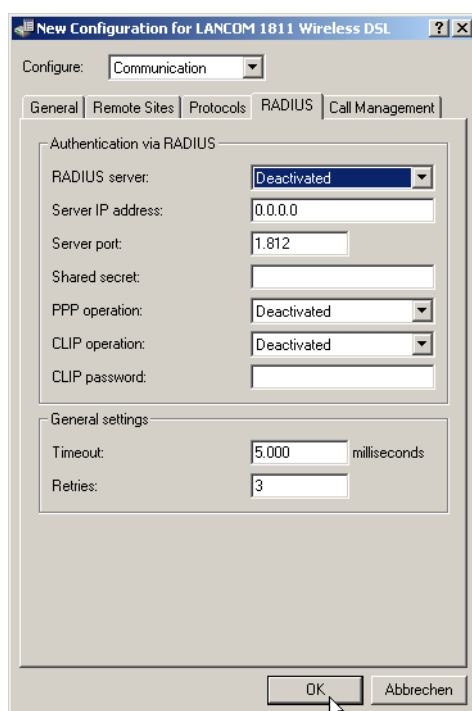 New Configuration for LANCOM 1811 Wireless DSL
Configure: Communication
General Remote Sites Protocols RADIUS Call Management
Authentication via RADIUS
RADIUS server: Deactivated
Server IP address: 0.0.0.0
Server port: 1.812
Shared secret:
PPP operation: Deactivated
CLIP operation: Deactivated
CLIP password:
General settings
Timeout: 5.000 milliseconds
Retries: 3
OK Abbrechen